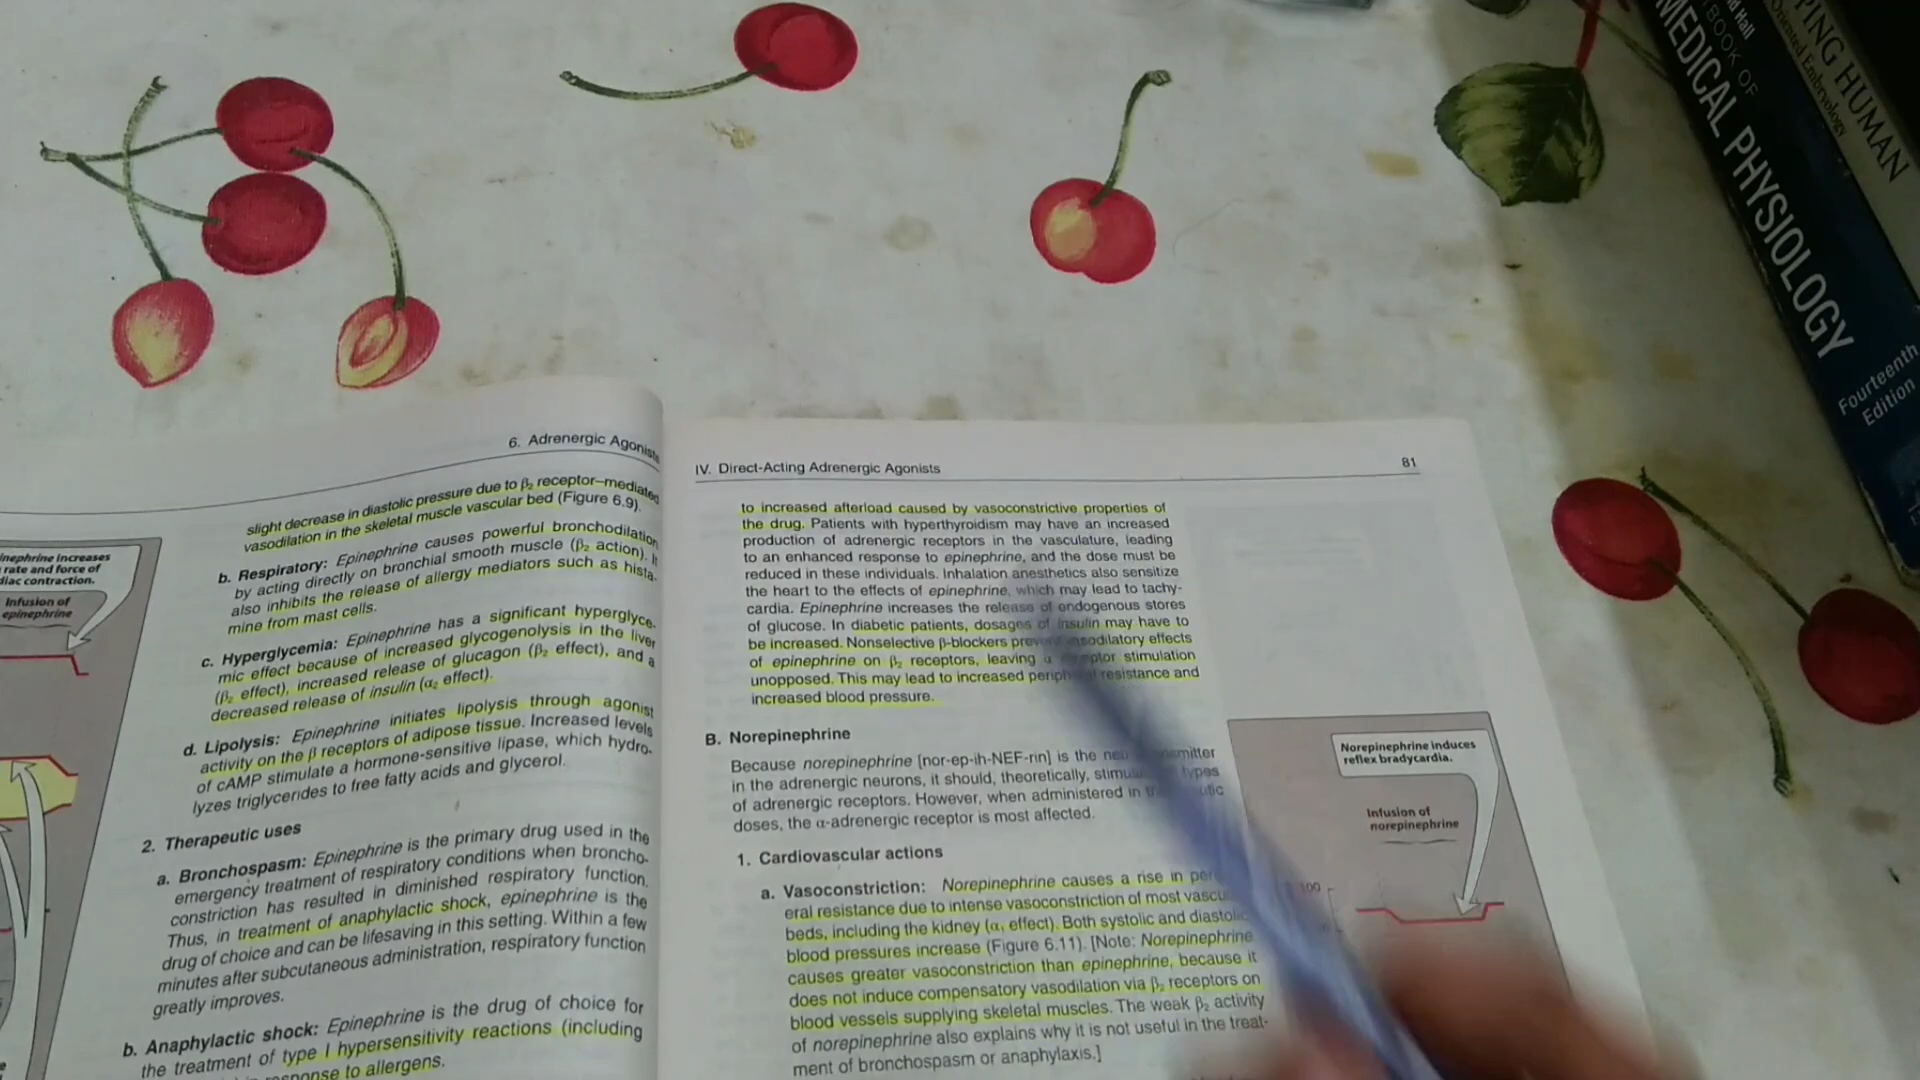 6. Adrenergic Agonists
slight decrease in diastolic pressure due to β₂ receptor–mediated
vasodilation in the skeletal muscle vascular bed (Figure 6.9).
b. Respiratory: Epinephrine causes powerful bronchodilation
by acting directly on bronchial smooth muscle (β₂ action). It
also inhibits the release of allergy mediators such as hista-
mine from mast cells.
c. Hyperglycemia: Epinephrine has a significant hyperglyce-
mic effect because of increased glycogenolysis in the liver
(β₂ effect), increased release of glucagon (β₂ effect), and a
decreased release of insulin (α₂ effect).
d. Lipolysis: Epinephrine initiates lipolysis through agonist
activity on the β receptors of adipose tissue. Increased levels
of cAMP stimulate a hormone-sensitive lipase, which hydro-
lyzes triglycerides to free fatty acids and glycerol.
2. Therapeutic uses
a. Bronchospasm: Epinephrine is the primary drug used in the
emergency treatment of respiratory conditions when broncho-
constriction has resulted in diminished respiratory function.
Thus, in treatment of anaphylactic shock, epinephrine is the
drug of choice and can be lifesaving in this setting. Within a few
minutes after subcutaneous administration, respiratory function
greatly improves.
b. Anaphylactic shock: Epinephrine is the drug of choice for
the treatment of type I hypersensitivity reactions (including
response to allergens.
increases
rate and force of
contraction.
Infusion of
epinephrine
IV. Direct-Acting Adrenergic Agonists
81
to increased afterload caused by vasoconstrictive properties of
the drug. Patients with hyperthyroidism may have an increased
production of adrenergic receptors in the vasculature, leading
to an enhanced response to epinephrine, and the dose must be
reduced in these individuals. Inhalation anesthetics also sensitize
the heart to the effects of epinephrine, which may lead to tachy-
cardia. Epinephrine increases the release of endogenous stores
of glucose. In diabetic patients, dosages of insulin may have to
be increased. Nonselective β-blockers prevent vasodilatory effects
of epinephrine on β₂ receptors, leaving α stimulation
unopposed. This may lead to increased peripheral resistance and
increased blood pressure.
B. Norepinephrine
Because norepinephrine [nor-ep-ih-NEF-rin] is the
in the adrenergic neurons, it should, theoretically, types
of adrenergic receptors. However, when administered in
doses, the α-adrenergic receptor is most affected.
1. Cardiovascular actions
a. Vasoconstriction: Norepinephrine causes a rise in
eral resistance due to intense vasoconstriction of most
beds, including the kidney (α₁ effect). Both systolic and diastolic
blood pressures increase (Figure 6.11). [Note: Norepinephrine
causes greater vasoconstriction than epinephrine, because it
does not induce compensatory vasodilation via β₂ receptors on
blood vessels supplying skeletal muscles. The weak β₂ activity
of norepinephrine also explains why it is not useful in the treat-
ment of bronchospasm or anaphylaxis.]
Norepinephrine induces
reflex bradycardia.
Infusion of
norepinephrine
100
Hall
BOOK OF
MEDICAL PHYSIOLOGY
Fourteenth
Edition
PING HUMAN
Oriented Embryology